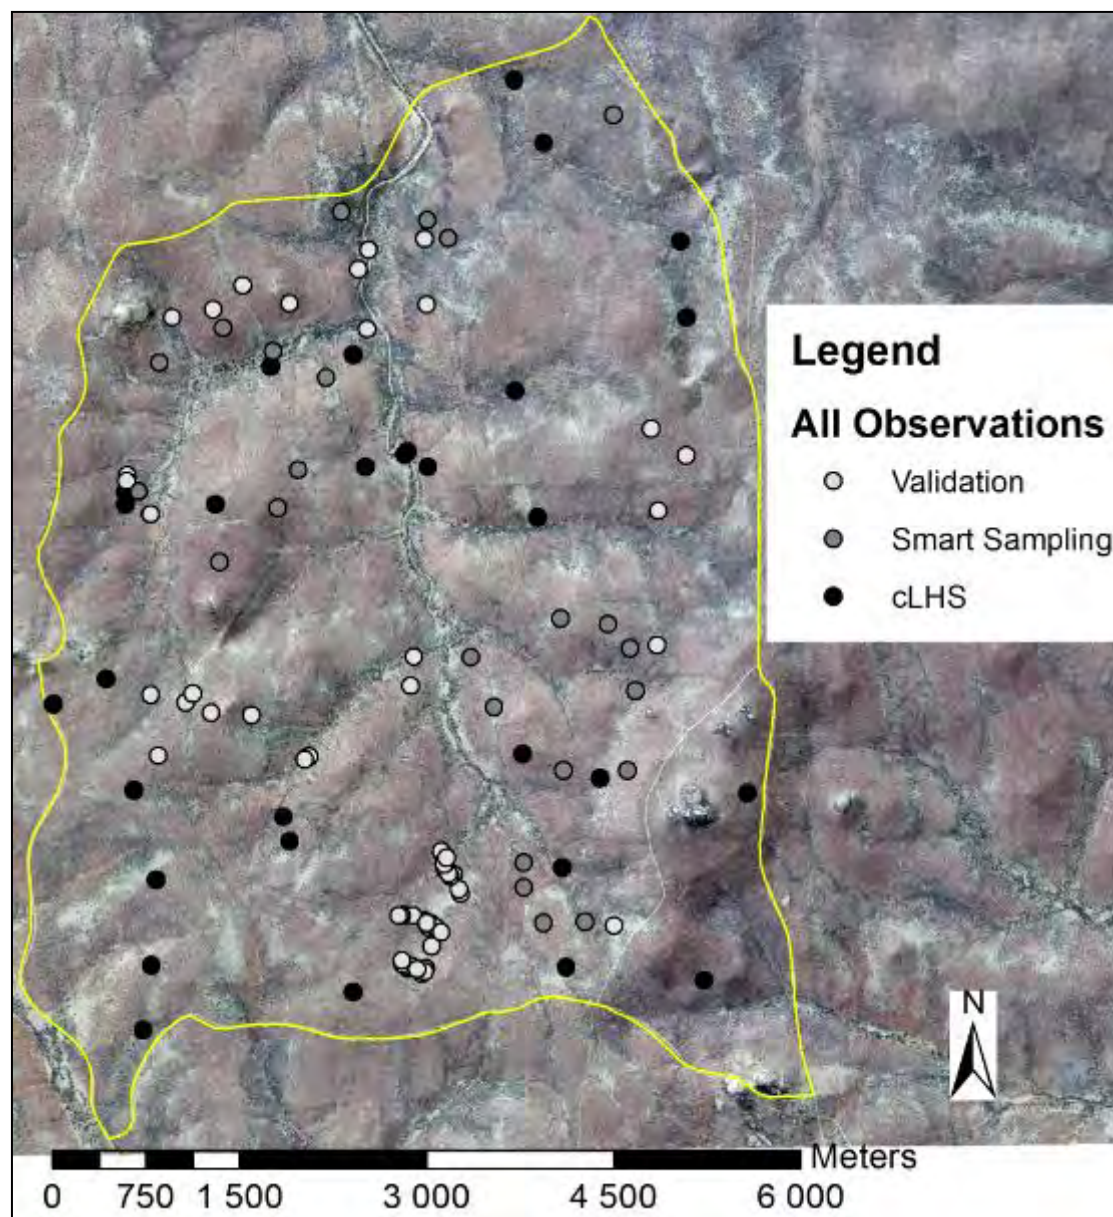 Legend
All Observations
Validation
Smart Sampling
cLHS
N
Meters
0 750 1 500 3 000 4 500 6 000